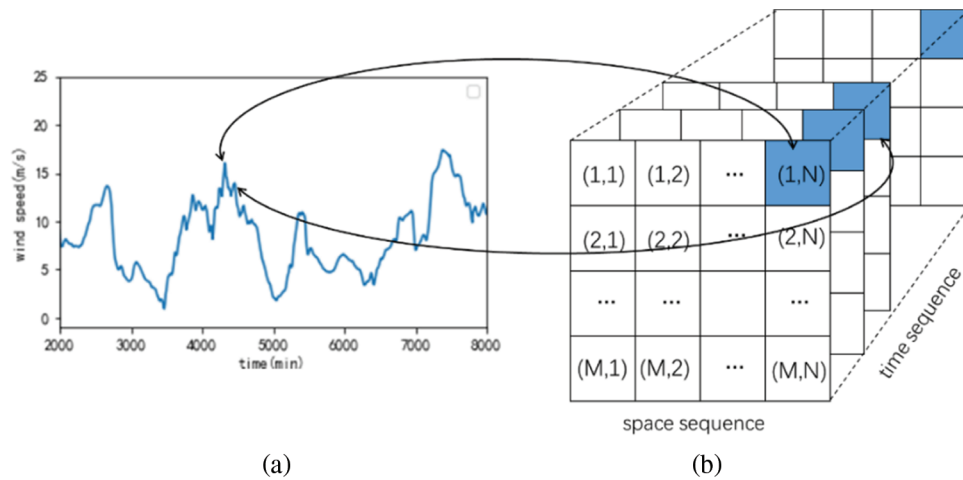 25
20
15
10
5
0
wind speed(m/s)
2000 3000 4000 5000 6000 7000 8000
time(min)
(a)
(1,1) (1,2) ... (1,N)
(2,1) (2,2) ... (2,N)
... ... ...
(M,1) (M,2) ... (M,N)
space sequence
time sequence
(b)